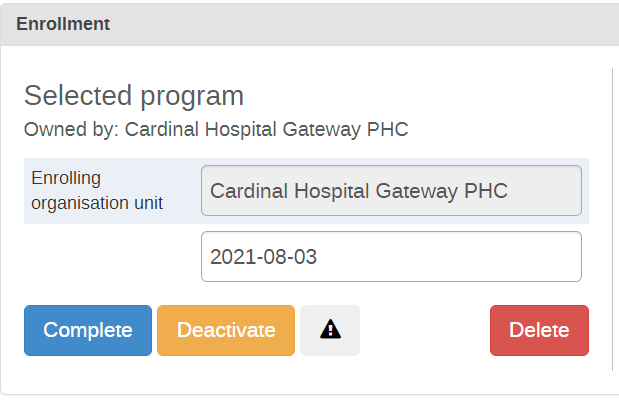 Enrollment
Selected program
Owned by: Cardinal Hospital Gateway PHC
Enrolling
organisation unit
Cardinal Hospital Gateway PHC
2021-08-03
Complete Deactivate Delete